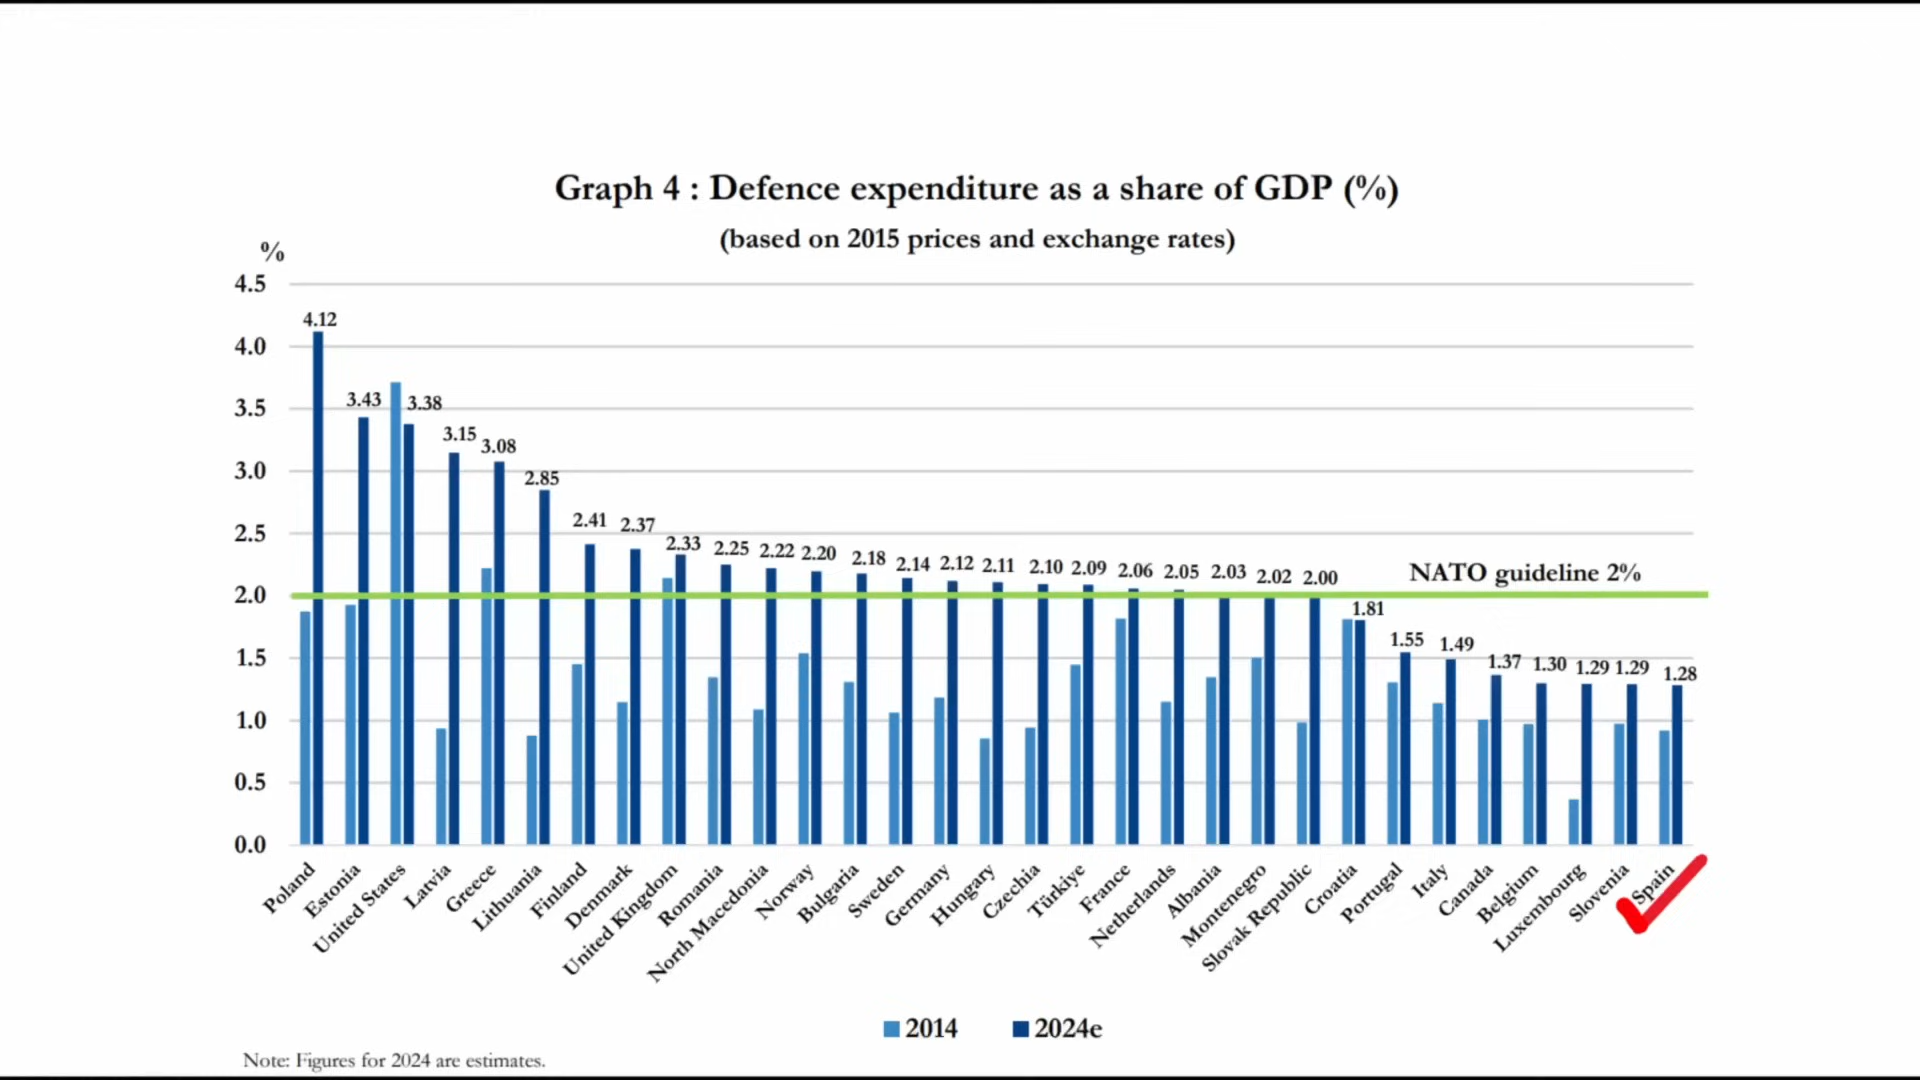 Graph 4 : Defence expenditure as a share of GDP (%)
(based on 2015 prices and exchange rates)
%
4.5
4.0
3.5
3.0
2.5
2.0
1.5
1.0
0.5
0.0
4.12
3.43
3.38
3.15
3.08
2.85
2.41
2.37
2.33
2.25
2.22
2.20
2.18
2.14
2.12
2.11
2.10
2.09
2.06
2.05
2.03
2.02
2.00
1.81
1.55
1.49
1.37
1.30
1.29
1.29
1.28
NATO guideline 2%
Poland
Estonia
United States
Latvia
Greece
Lithuania
Finland
Denmark
United Kingdom
Romania
North Macedonia
Norway
Bulgaria
Sweden
Germany
Hungary
Czechia
Türkiye
France
Netherlands
Albania
Montenegro
Slovak Republic
Croatia
Portugal
Italy
Canada
Belgium
Luxembourg
Slovenia
Spain
2014
2024e
Note: Figures for 2024 are estimates.